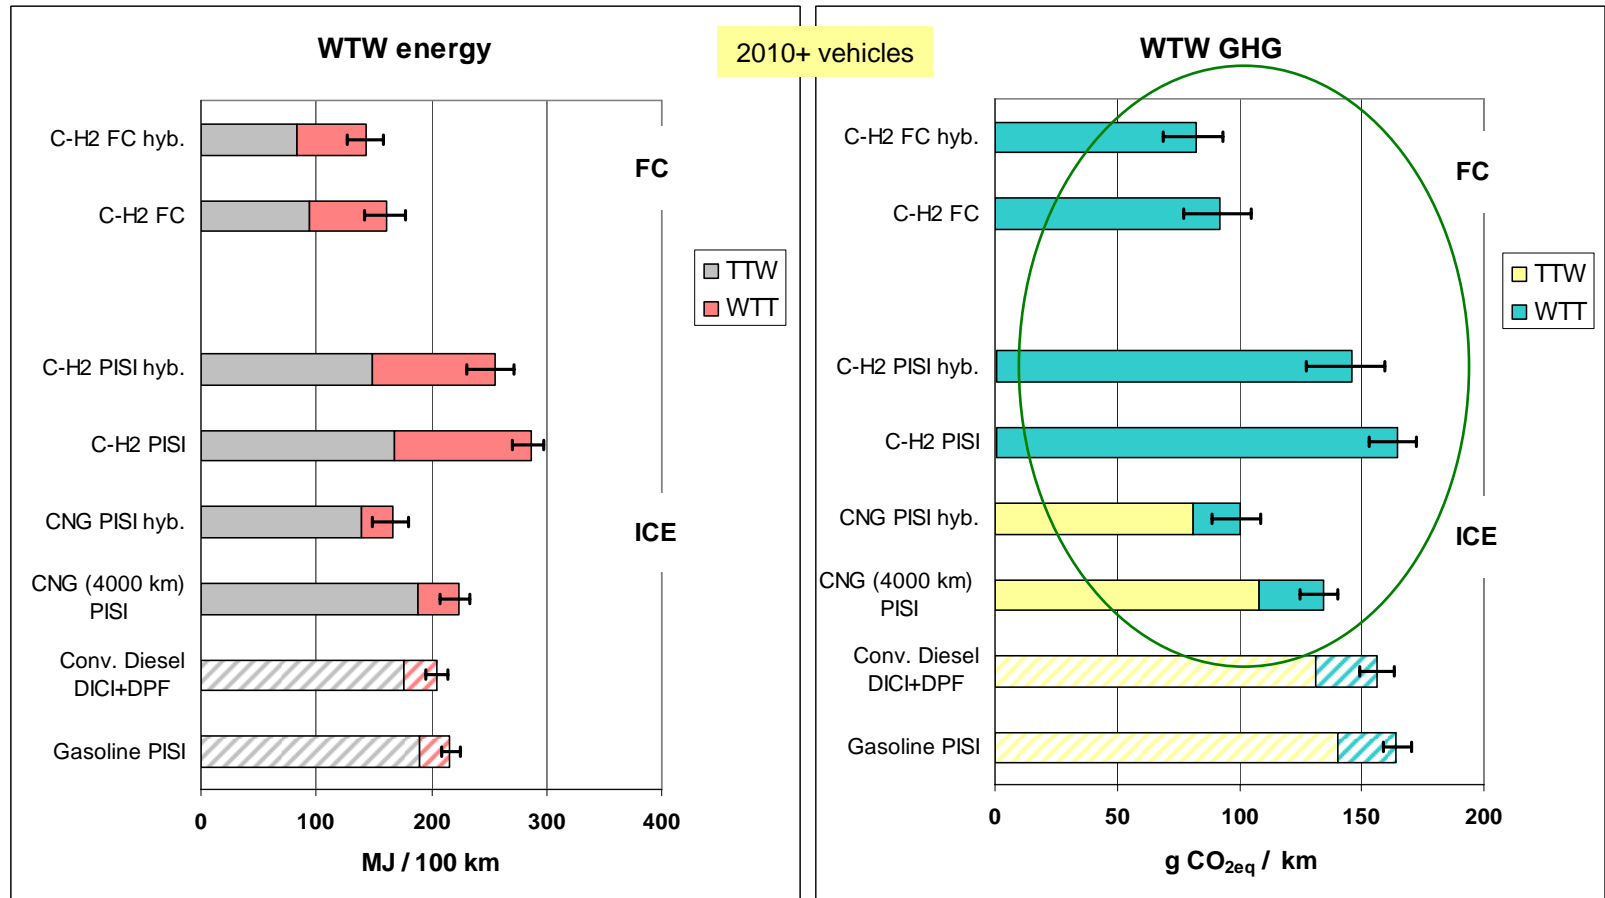 WTW energy
2010+ vehicles
WTW GHG
C-H2 FC hyb.
C-H2 FC
C-H2 PISI hyb.
C-H2 PISI
CNG PISI hyb.
CNG (4000 km)
PISI
Conv. Diesel
DICI+DPF
Gasoline PISI
FC
TTW
WTT
ICE
0 100 200 300 400
MJ / 100 km
C-H2 FC hyb.
C-H2 FC
C-H2 PISI hyb.
C-H2 PISI
CNG PISI hyb.
CNG (4000 km)
PISI
Conv. Diesel
DICI+DPF
Gasoline PISI
FC
TTW
WTT
ICE
0 50 100 150 200
g CO2eq / km